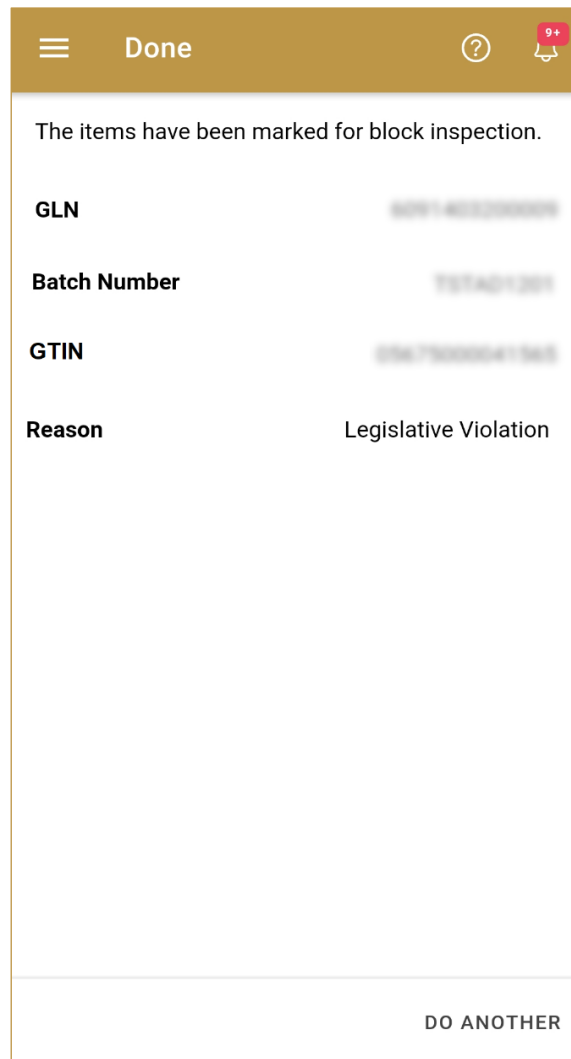 Done
9+
The items have been marked for block inspection.
GLN
Batch Number
GTIN
Reason Legislative Violation
DO ANOTHER